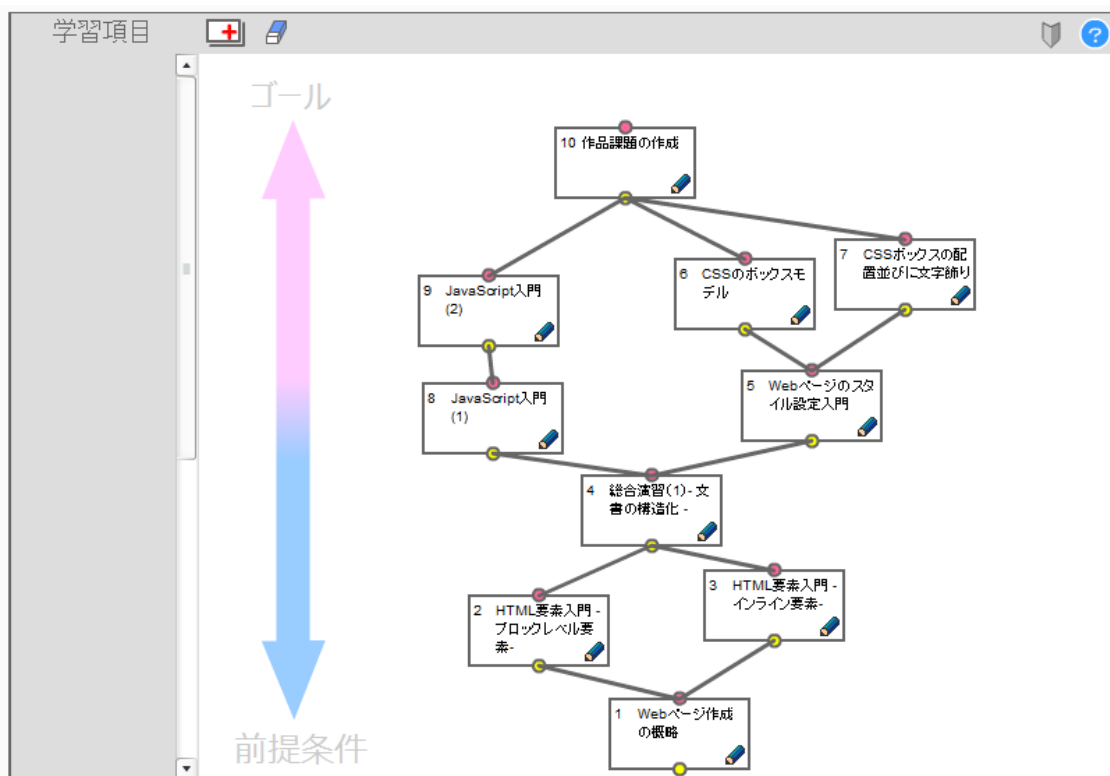 学習項目
?
ゴール
10 作品課題の作成
7 CSSボックスの配
置並びに文字飾り
6 CSSのボックスモ
デル
9 JavaScript入門
(2)
8 JavaScript入門
(1)
5 Webページのスタ
イル設定入門
4 総合演習(1)- 文
書の構造化 -
3 HTML要素入門 -
インライン要素-
2 HTML要素入門 -
ブロックレベル要
素-
1 Webページ作成
の概略
前提条件